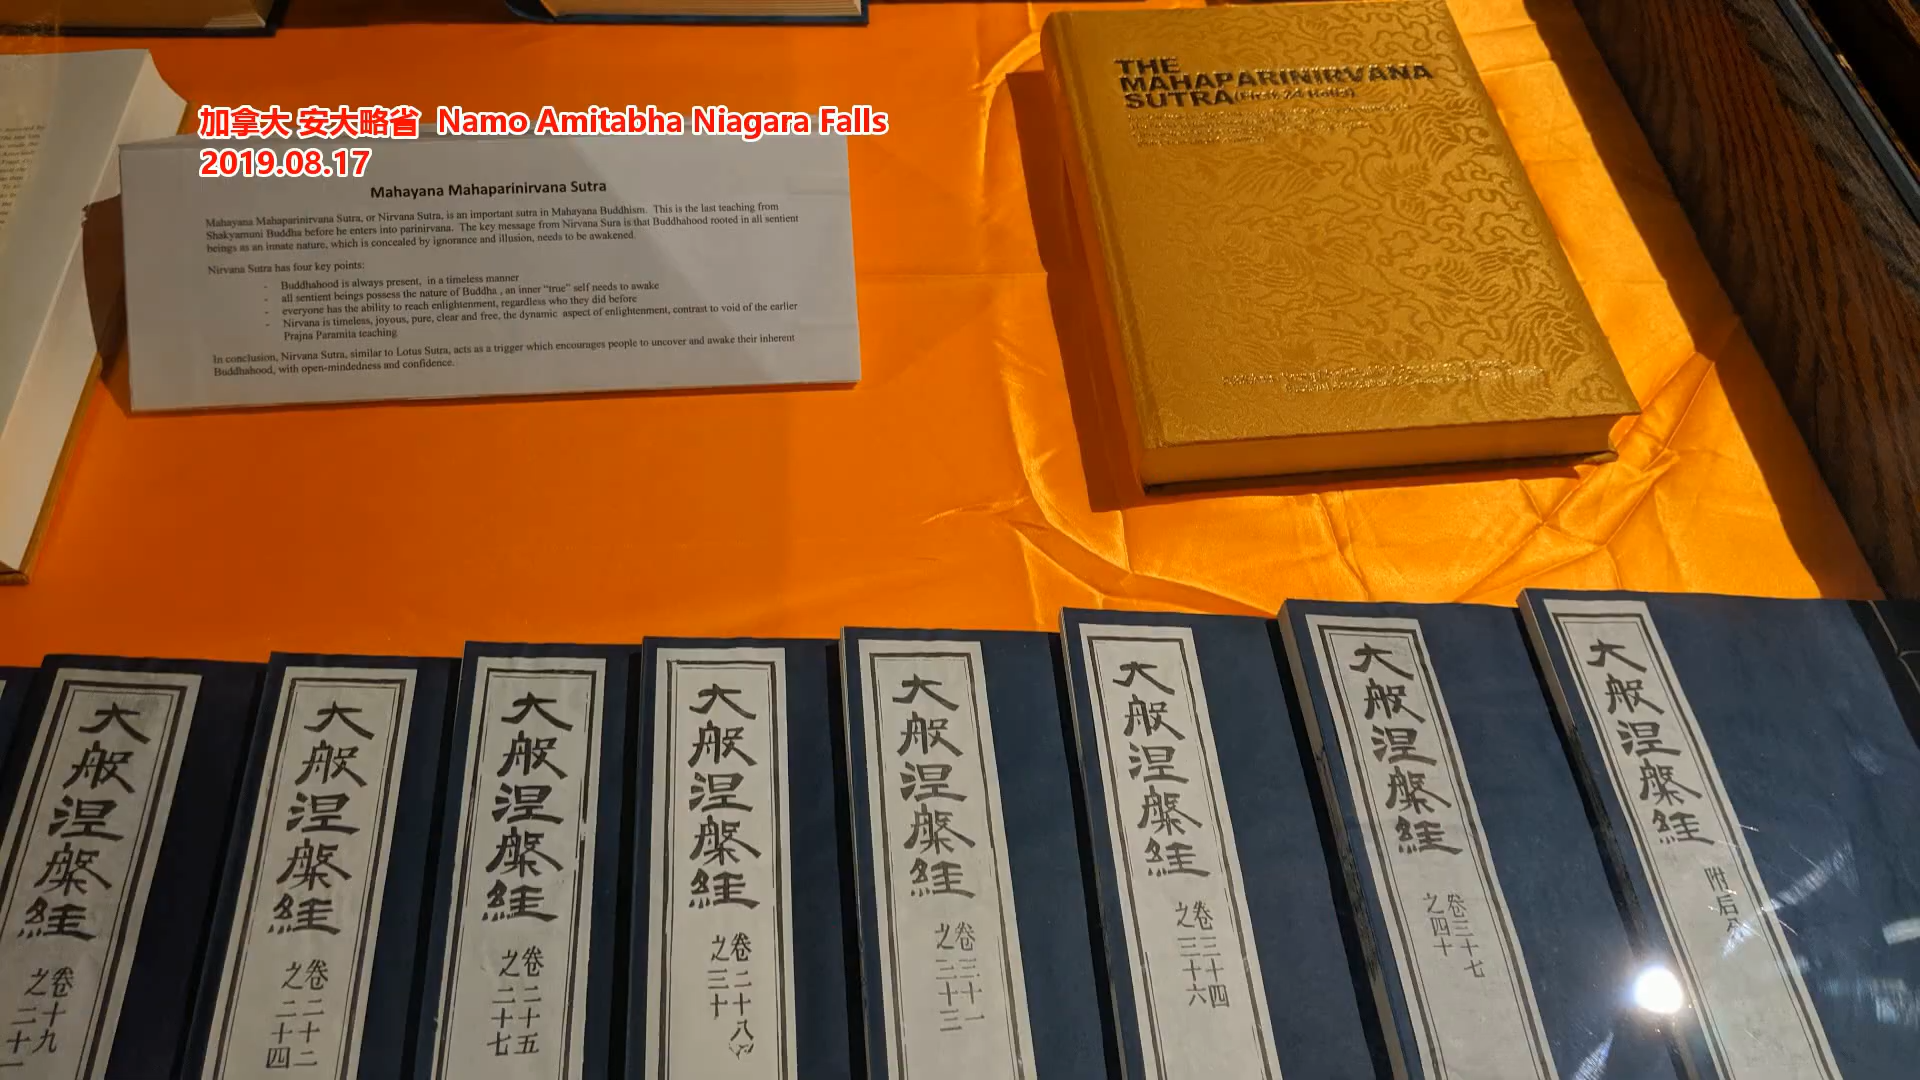 加拿大 安大略省 Namo Amitabha Niagara Falls
2019.08.17
Mahayana Mahaparinirvana Sutra
Mahayana Mahaparinirvana Sutra, or Nirvana Sutra, is an important sutra in Mahayana Buddhism. This is the last teaching from
Shakyamuni Buddha before he enters into parinirvana. The key message from Nirvana Sura is that Buddhahood rooted in all sentient
beings as an innate nature, which is concealed by ignorance and illusion, needs to be awakened.
Nirvana Sutra has four key points:
- Buddhahood is always present, in a timeless manner
- all sentient beings possess the nature of Buddha , an inner "true" self needs to awake
- everyone has the ability to reach enlightenment, regardless who they did before
- Nirvana is timeless, joyous, pure, clear and free, the dynamic aspect of enlightenment, contrast to void of the earlier
Prajna Paramita teaching
In conclusion, Nirvana Sutra, similar to Lotus Sutra, acts as a trigger which encourages people to uncover and awake their inherent
Buddhahood, with open-mindedness and confidence.
THE
MAHAPARINIRVANA
SUTRA
大般涅槃経
卷十九
之二十一
大般涅槃経
卷二十二
之二十四
大般涅槃経
卷二十五
之二十七
大般涅槃経
卷二十八
之三十
大般涅槃経
卷三十一
之三十三
大般涅槃経
卷三十四
之三十六
大般涅槃経
卷三十七
之四十
大般涅槃経
附后分